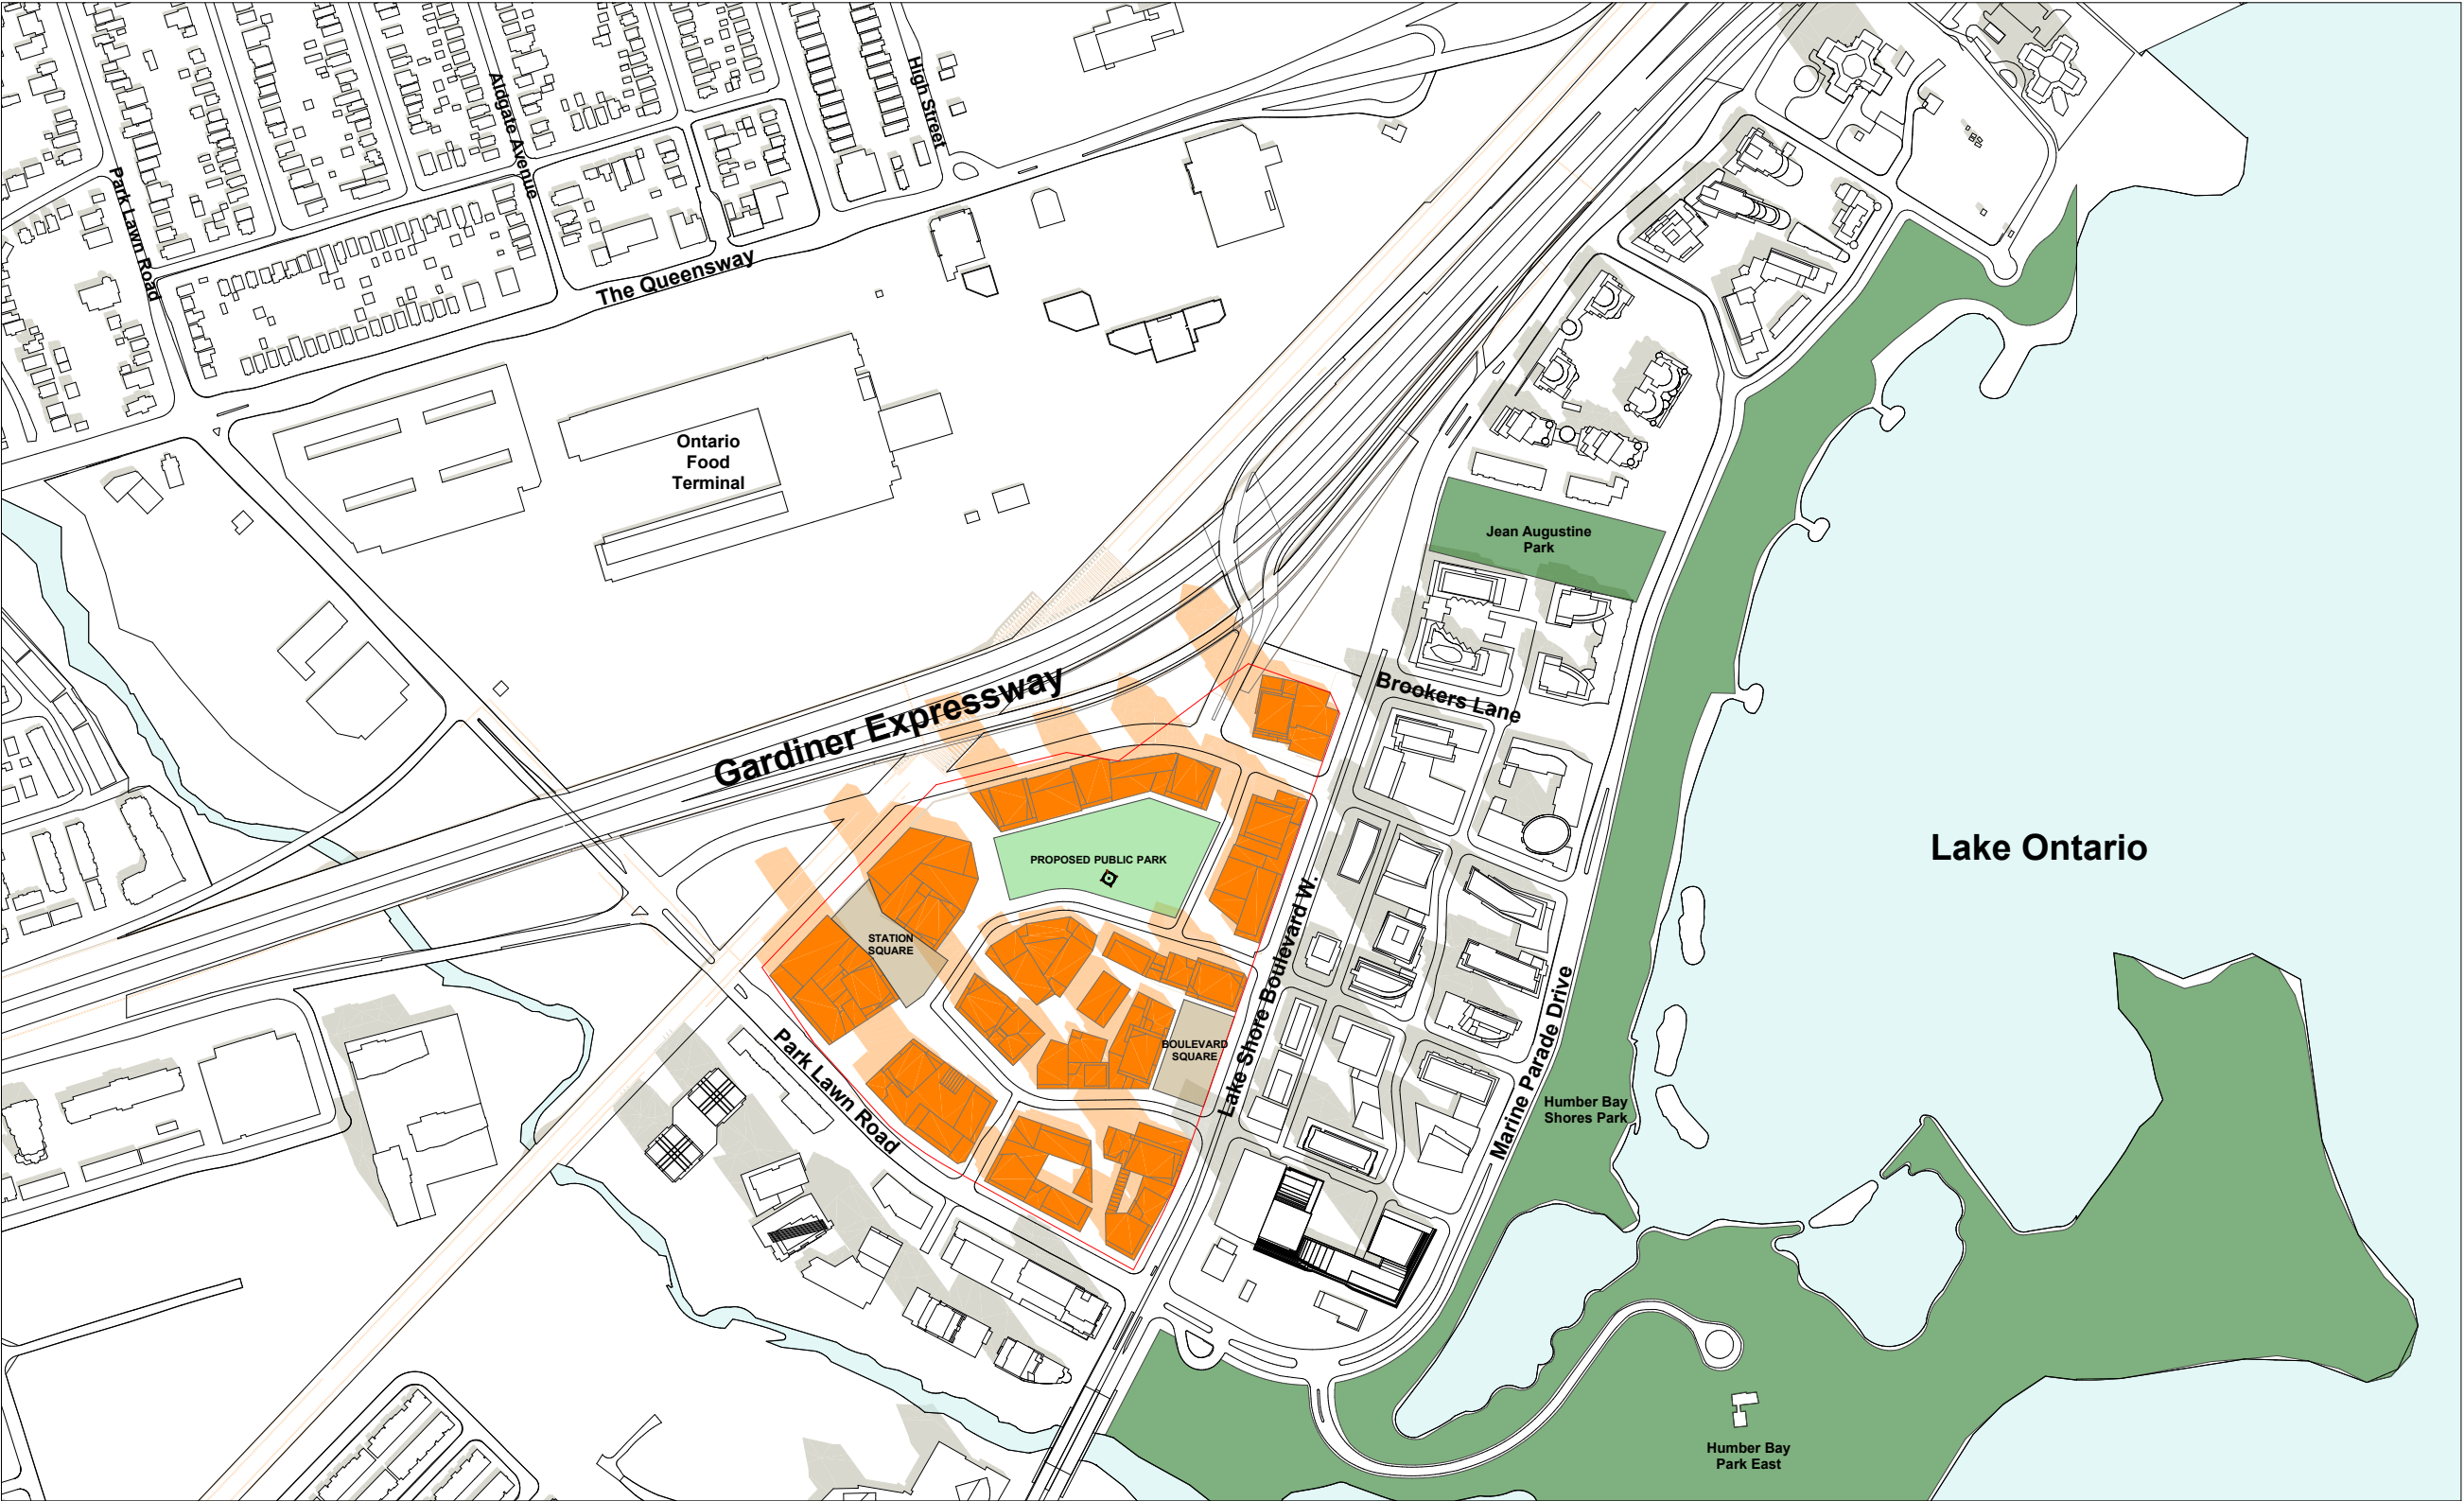 High Street
Aldgate Avenue
Park Lawn Road
The Queensway
Ontario
Food
Terminal
Jean Augustine
Park
Gardiner Expressway
Brookers Lane
PROPOSED PUBLIC PARK
Lake Ontario
STATION
SQUARE
Lake Shore Boulevard W.
BOULEVARD
SQUARE
Park Lawn Road
Marine Parade Drive
Humber Bay
Shores Park
Humber Bay
Park East